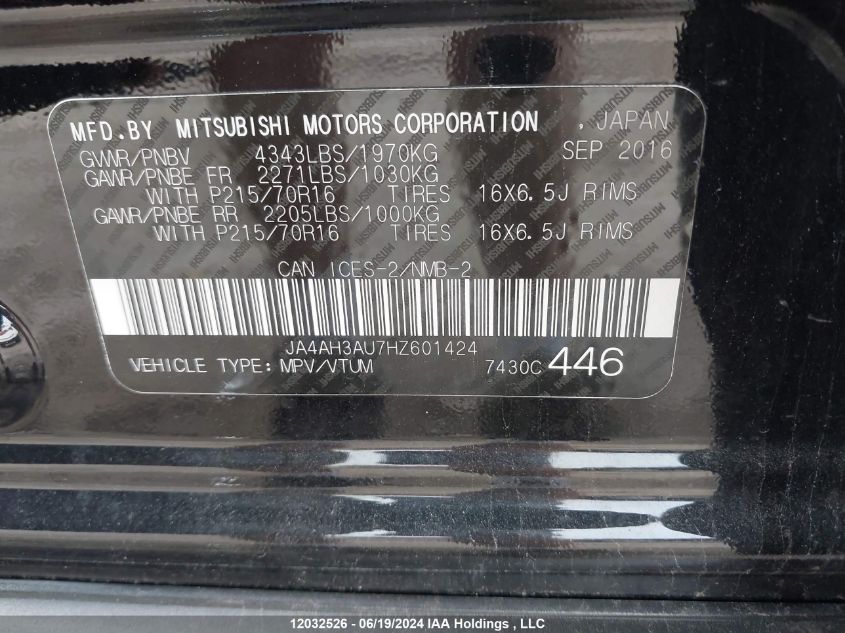 MFD.BY MITSUBISHI MOTORS CORPORATION , JAPAN
GVWR/PNBV 4343LBS/1970KG SEP 2016
GAWR/PNBE FR 2271LBS/1030KG
WITH P215/70R16 TIRES 16X6.5J RIMS
GAWR/PNBE RR 2205LBS/1000KG
WITH P215/70R16 TIRES 16X6.5J RIMS
CAN ICES-2/NMB-2
JA4AH3AU7HZ601424
VEHICLE TYPE: MPV/VTUM 7430C 446
12032526 - 06/19/2024 IAA Holdings , LLC